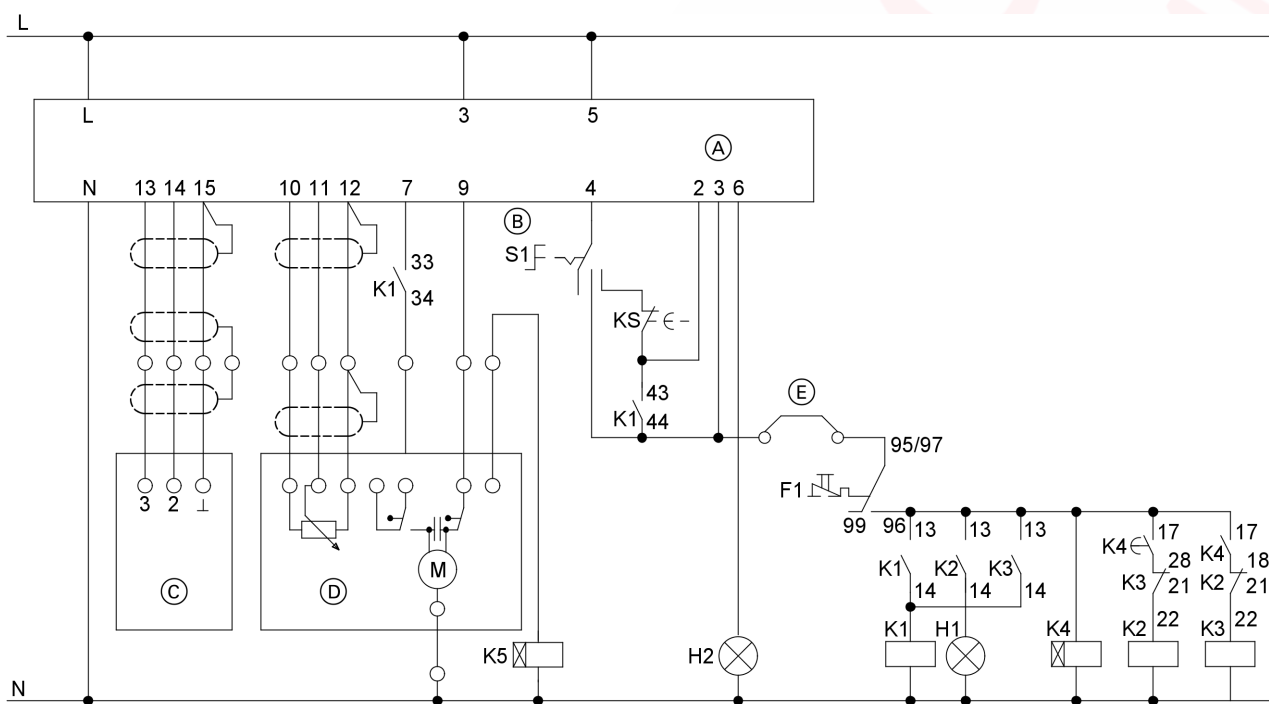 L
L 3 5
A
N 13 14 15 10 11 12 7 9 4 2 3 6
B
S1
33
K1
34
KS
43
K1 44
E
95/97
F1
99 96 13 13 13 17 17
K4 28 K4 18
K1 K2 K3 K3 21 K2 21
14 14 14
3 2 ⊥
M
C D
22 22
K1 H1 K4 K2 K3
K5 H2
N